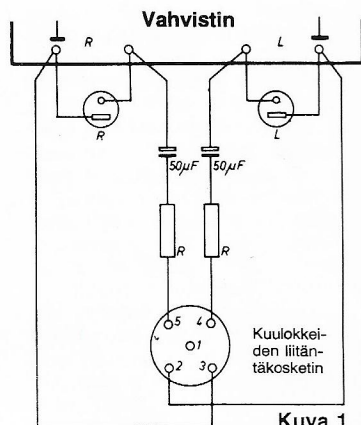 Vahvistin
R L
R L
50µF 50µF
R R
5 4
1
2 3
Kuulokkei-
den liitän-
täkosketin
Kuva 1